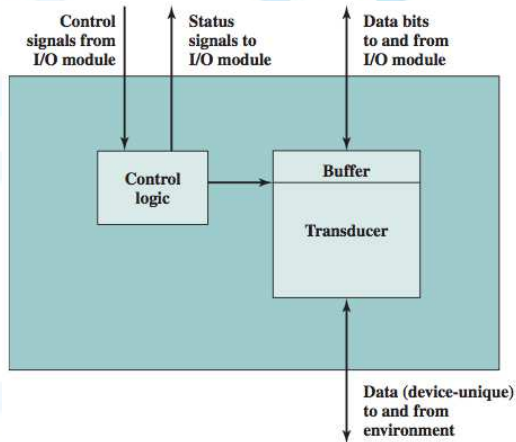 Control
signals from
I/O module
Status
signals to
I/O module
Data bits
to and from
I/O module
Control
logic
Buffer
Transducer
Data (device-unique)
to and from
environment